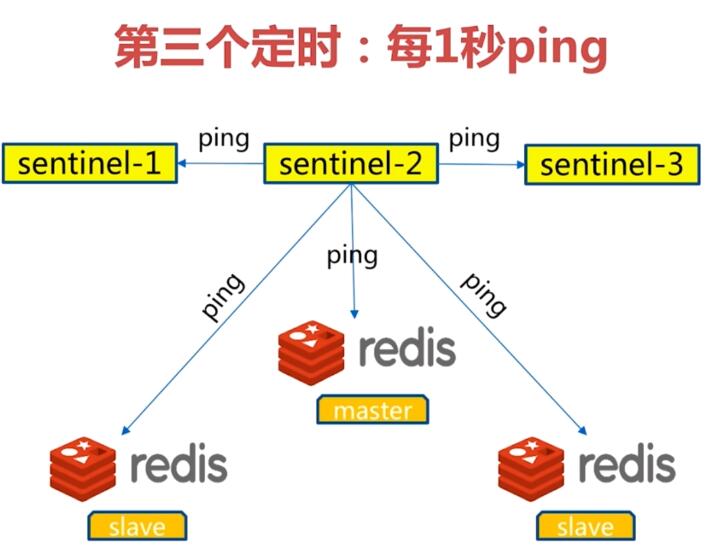 第三个定时：每1秒ping
ping
ping
sentinel-1
sentinel-2
sentinel-3
ping
ping
ping
redis
master
redis
redis
slave
slave